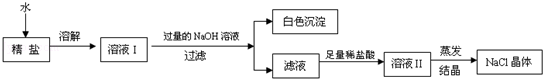 水
精盐
溶解
溶液Ⅰ
过量的NaOH溶液
过滤
白色沉淀
滤液
足量稀盐酸
溶液II
蒸发
结晶
NaCl晶体